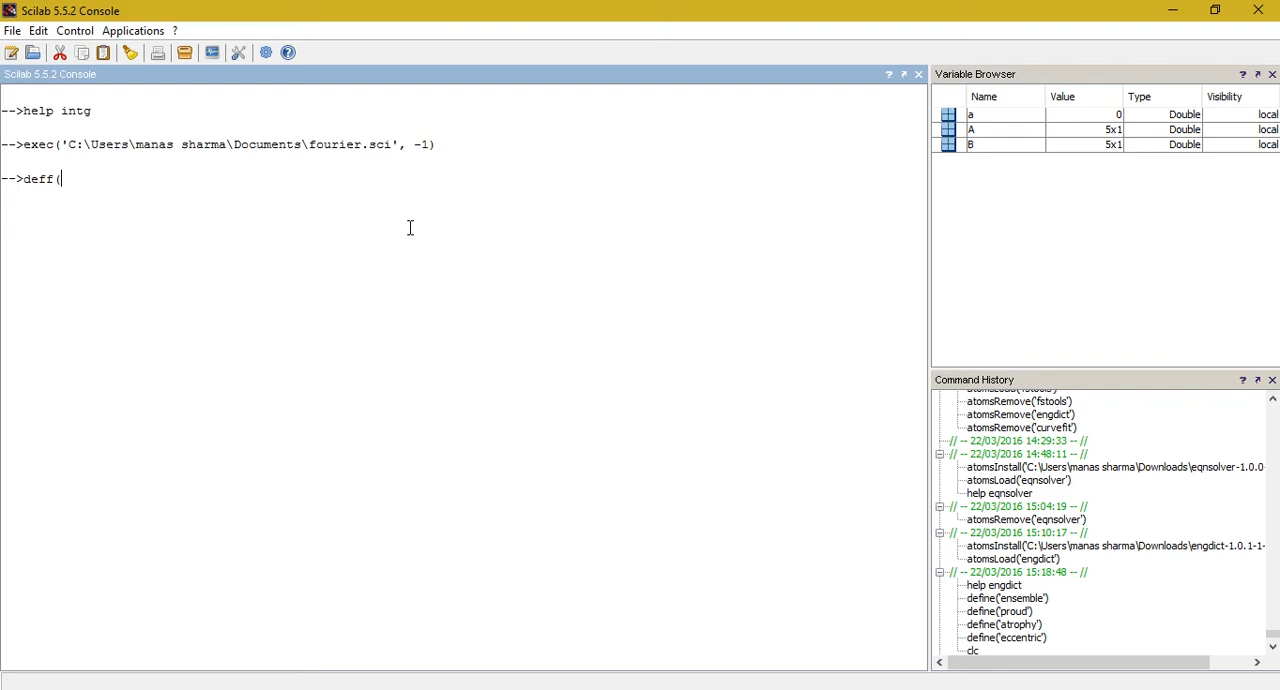 Scilab 5.5.2 Console
File Edit Control Applications ?
Scilab 5.5.2 Console
-->help intg
-->exec('C:\Users\manas sharma\Documents\fourier.sci', -1)
-->deff(
Variable Browser
Name Value Type Visibility
a 0 Double local
A 5x1 Double local
B 5x1 Double local
Command History
atomsRemove('fstools')
atomsRemove('engdict')
atomsRemove('curvefit')
// -- 22/03/2016 14:29:33 -- //
// -- 22/03/2016 14:48:11 -- //
atomsInstall('C:\Users\manas sharma\Downloads\eqnsolver-1.0.0-
atomsLoad('eqnsolver')
help eqnsolver
// -- 22/03/2016 15:04:19 -- //
atomsRemove('eqnsolver')
// -- 22/03/2016 15:10:17 -- //
atomsInstall('C:\Users\manas sharma\Downloads\engdict-1.0.1-1-
atomsLoad('engdict')
// -- 22/03/2016 15:18:48 -- //
help engdict
define('ensemble')
define('proud')
define('atrophy')
define('eccentric')
clc